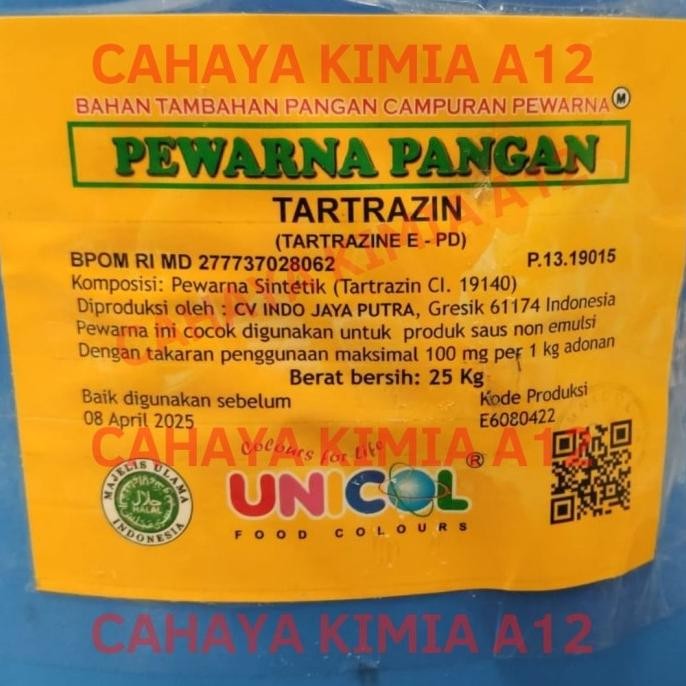 CAHAYA KIMIA A12
BAHAN TAMBAHAN PANGAN CAMPURAN PEWARNA M
PEWARNA PANGAN
TARTRAZIN
(TARTRAZINE E - PD)
BPOM RI MD 277737028062 P.13.19015
Komposisi: Pewarna Sintetik (Tartrazin CI. 19140)
CAHAYA KIMIA A12
Diproduksi oleh : CV INDO JAYA PUTRA, Gresik 61174 Indonesia
Pewarna ini cocok digunakan untuk produk saus non emulsi
Dengan takaran penggunaan maksimal 100 mg per 1 kg adonan
Berat bersih: 25 Kg
Baik digunakan sebelum Kode Produksi
08 April 2025 E6080422
CAHAYA KIMIA A12
Colours for life
MAJELIS ULAMA INDONESIA
حلال
HALAL
UNICOL ®
FOOD COLOURS
CAHAYA KIMIA A12